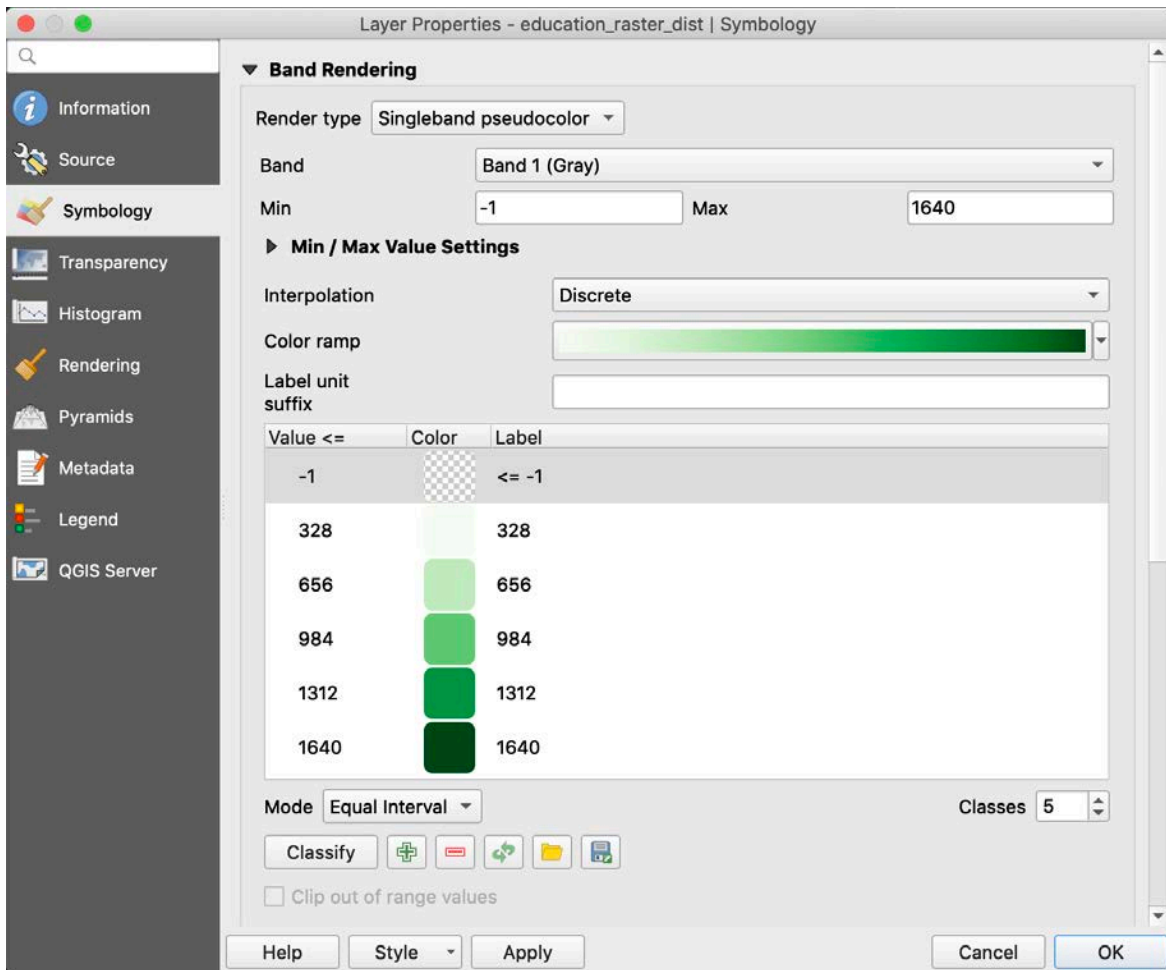 Layer Properties - education_raster_dist | Symbology
Information
Source
Symbology
Transparency
Histogram
Rendering
Pyramids
Metadata
Legend
QGIS Server
Band Rendering
Render type Singleband pseudocolor
Band Band 1 (Gray)
Min -1 Max 1640
Min / Max Value Settings
Interpolation Discrete
Color ramp
Label unit
suffix
Value <= Color Label
-1 <= -1
328 328
656 656
984 984
1312 1312
1640 1640
Mode Equal Interval Classes 5
Classify
Clip out of range values
Help Style Apply Cancel OK